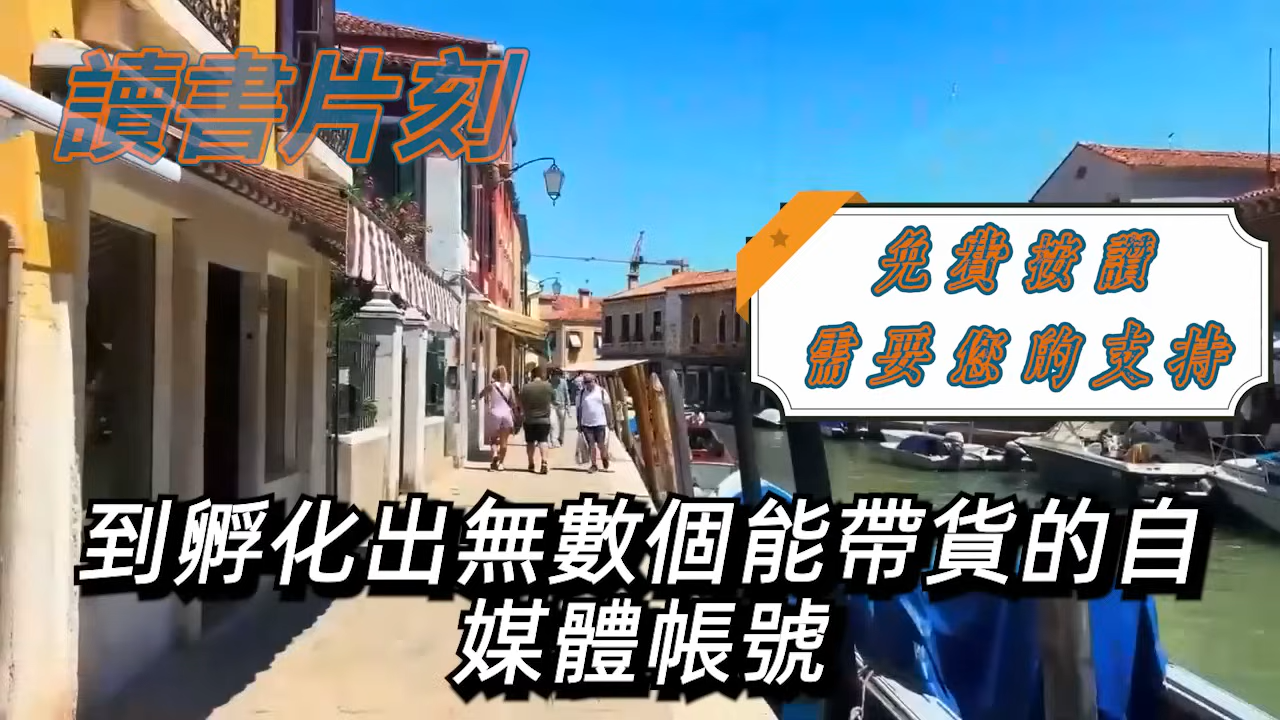 讀書片刻
免費按讚
需要您的支持
到孵化出無數個能帶貨的自
媒體帳號